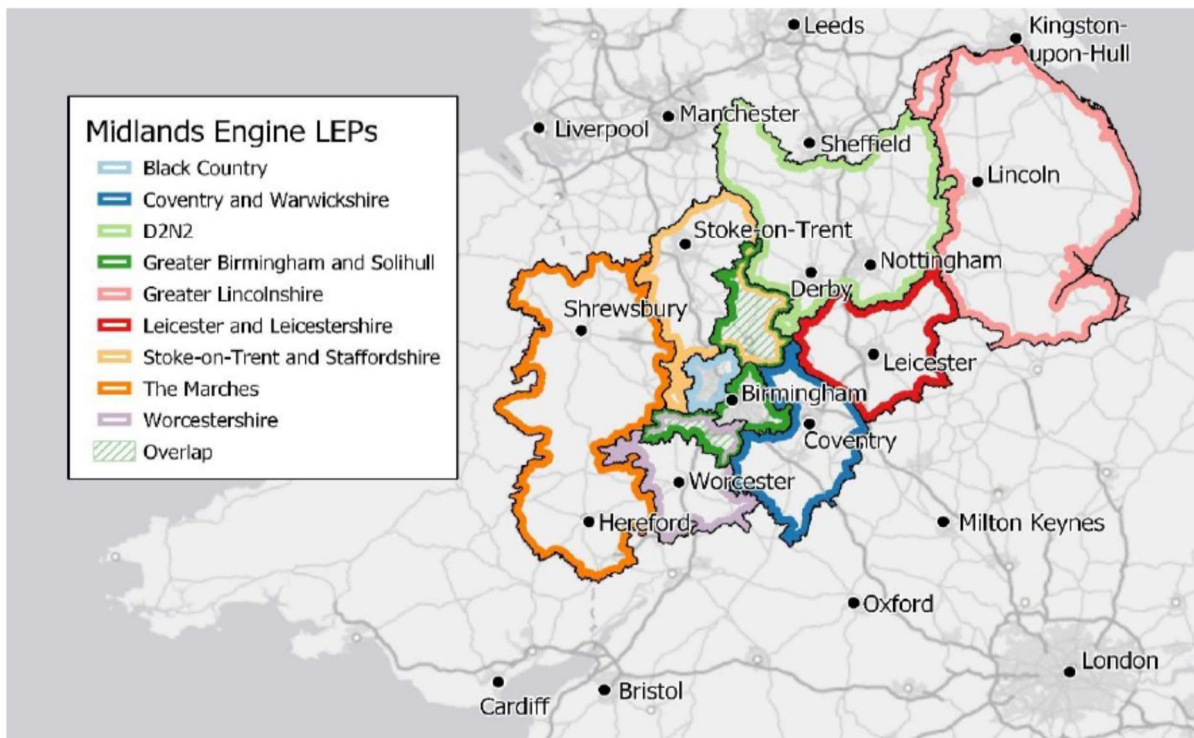 Leeds
Kingston-
upon-Hull
Midlands Engine LEPs
Black Country
Coventry and Warwickshire
D2N2
Greater Birmingham and Solihull
Greater Lincolnshire
Leicester and Leicestershire
Stoke-on-Trent and Staffordshire
The Marches
Worcestershire
Overlap
Manchester
Liverpool
Sheffield
Lincoln
Stoke-on-Trent
Nottingham
Derby
Shrewsbury
Leicester
Birmingham
Coventry
Worcester
Hereford
Milton Keynes
Oxford
London
Cardiff
Bristol